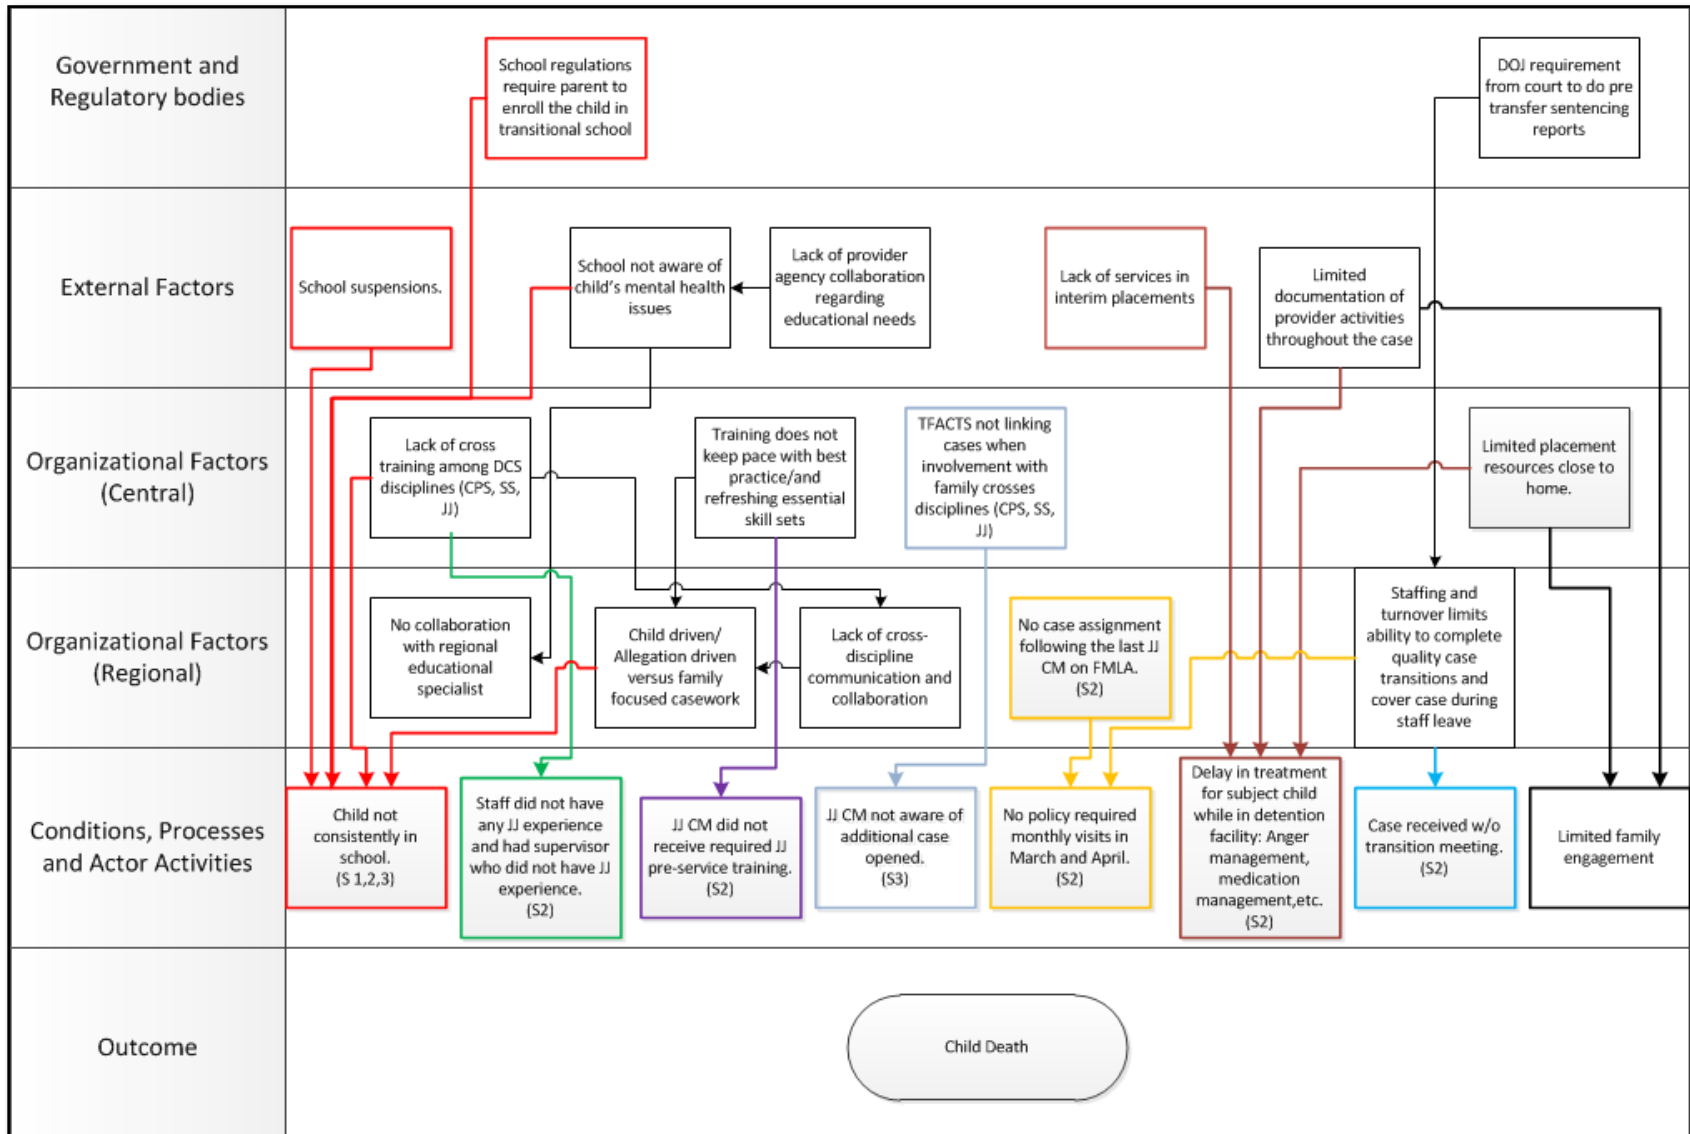 Government and
Regulatory bodies
School regulations
require parent to
enroll the child in
transitional school
DOJ requirement
from court to do pre
transfer sentencing
reports
External Factors
School suspensions.
School not aware of
child's mental health
issues
Lack of provider
agency collaboration
regarding
educational needs
Lack of services in
interim placements
Limited
documentation of
provider activities
throughout the case
Organizational Factors
(Central)
Lack of cross
training among DCS
disciplines (CPS, SS,
JJ)
Training does not
keep pace with best
practice/and
refreshing essential
skill sets
TFACTS not linking
cases when
involvement with
family crosses
disciplines (CPS, SS,
JJ)
Limited placement
resources close to
home.
Organizational Factors
(Regional)
No collaboration
with regional
educational
specialist
Child driven/
Allegation driven
versus family
focused casework
Lack of cross-
discipline
communication and
collaboration
No case assignment
following the last JJ
CM on FMLA.
(S2)
Staffing and
turnover limits
ability to complete
quality case
transitions and
cover case during
staff leave
Conditions, Processes
and Actor Activities
Child not
consistently in
school.
(S 1,2,3)
Staff did not have
any JJ experience
and had supervisor
who did not have JJ
experience.
(S2)
JJ CM did not
receive required JJ
pre-service training.
(S2)
JJ CM not aware of
additional case
opened.
(S3)
No policy required
monthly visits in
March and April.
(S2)
Delay in treatment
for subject child
while in detention
facility: Anger
management,
medication
management,etc.
(S2)
Case received w/o
transition meeting.
(S2)
Limited family
engagement
Outcome
Child Death